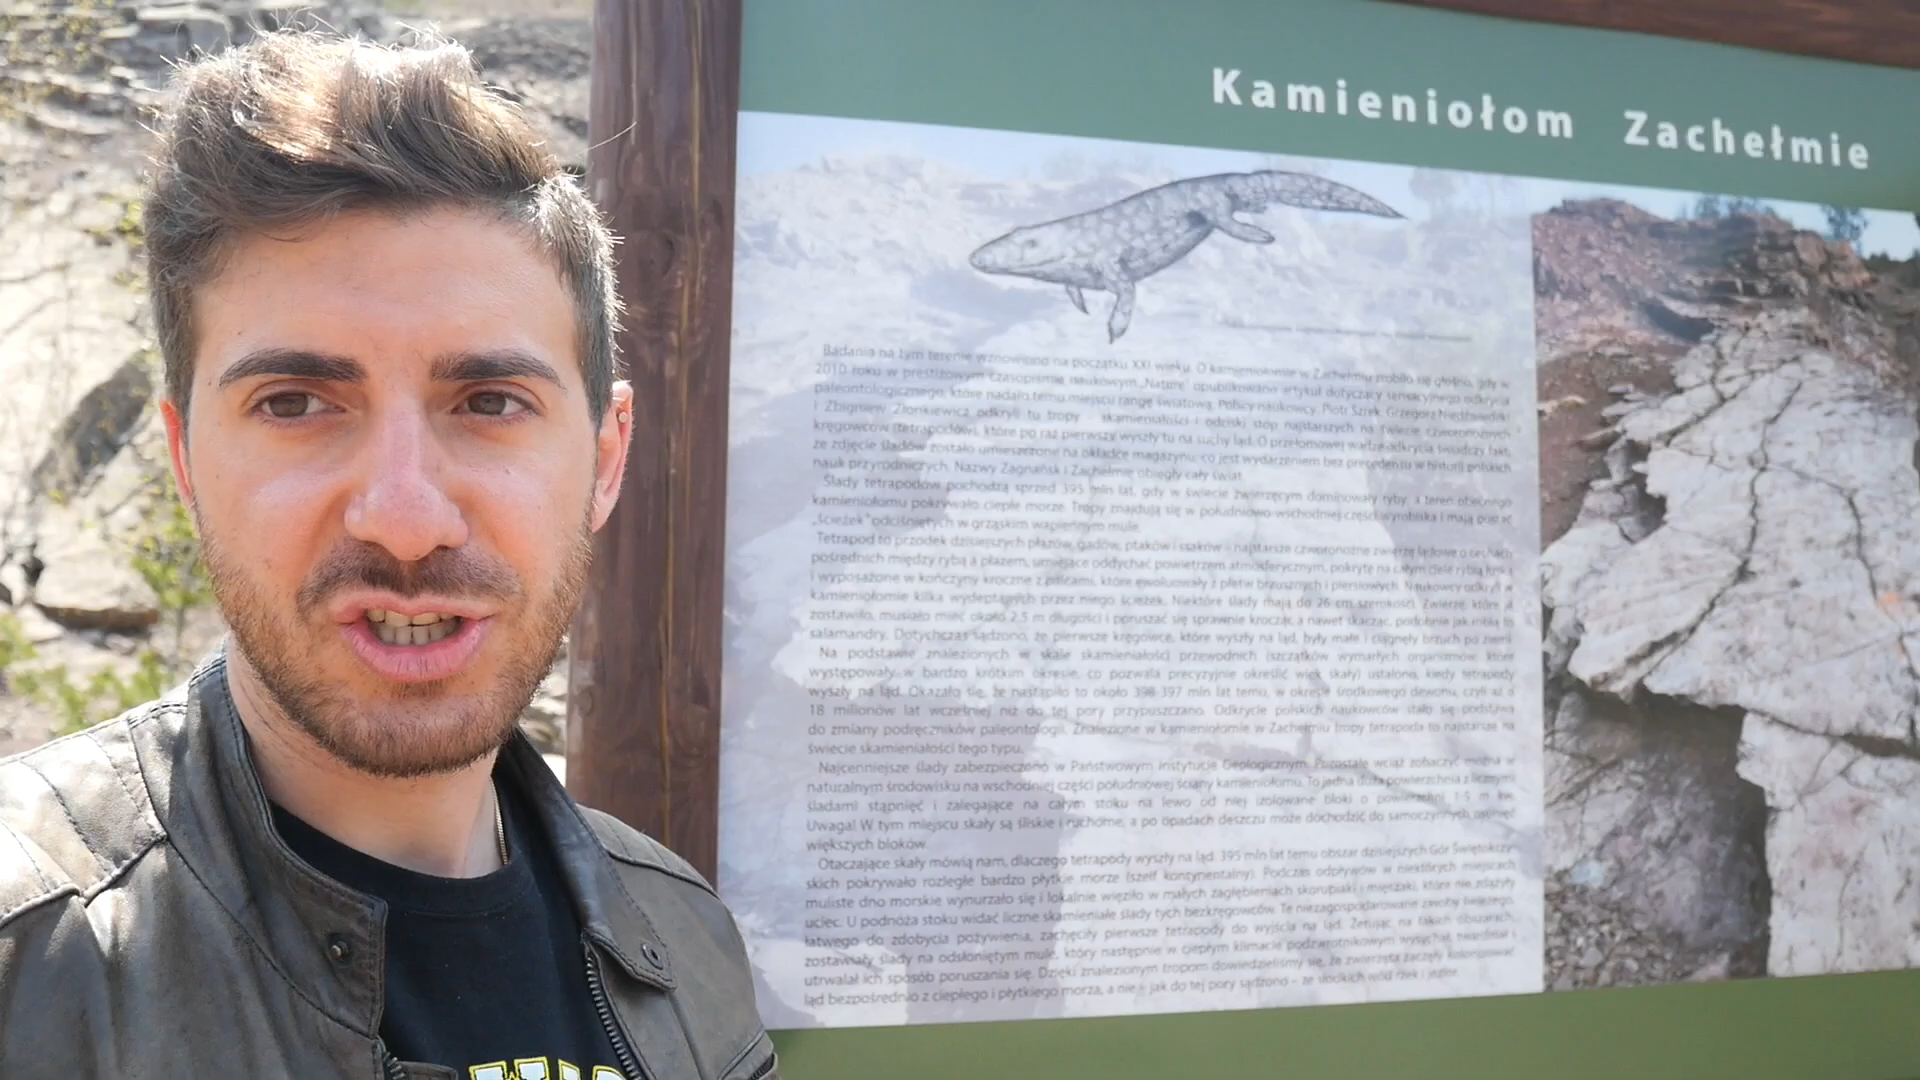 Kamieniołom Zachełmie
Badania na tym terenie wznowiono na początku XXI wieku. O kamieniołomie w Zachełmiu zrobiło się głośno, gdy w
2010 roku w prestiżowym czasopiśmie naukowym „Nature" opublikowano artykuł dotyczący sensacyjnego odkrycia
paleontologicznego, które nadało temu miejscu rangę światową. Polscy naukowcy, Piotr Szrek, Grzegorz Niedźwiedzki
i Zbigniew Złonkiewicz odkryli tu tropy - skamieniałości i odciski stóp najstarszych na świecie czworonożnych
kręgowców (tetrapodów), które po raz pierwszy wyszły tu na suchy ląd. O przełomowej wadze odkrycia świadczy fakt,
że zdjęcie śladów zostało umieszczone na okładce magazynu, co jest wydarzeniem bez precedensu w historii polskich
nauk przyrodniczych. Nazwy Zagnańsk i Zachełmie obiegły cały świat.
Ślady tetrapodów pochodzą sprzed 395 mln lat, gdy w świecie zwierzęcym dominowały ryby, a teren obecnego
kamieniołomu pokrywało ciepłe morze. Tropy znajdują się w południowo-wschodniej części wyrobiska i mają postać
„ścieżek" odciśniętych w grząskim wapiennym mule.
Tetrapod to przodek dzisiejszych płazów, gadów, ptaków i ssaków - najstarsze czworonożne zwierzę lądowe o cechach
pośrednich między rybą a płazem, umiejące oddychać powietrzem atmosferycznym, pokryte na całym ciele rybią łuską
i wyposażone w kończyny kroczne z palcami, które ewoluowały z płetw brzusznych i piersiowych. Naukowcy odkryli w
kamieniołomie kilka wydeptanych przez niego ścieżek. Niektóre ślady mają do 26 cm szerokości. Zwierzę, które je
zostawiło, musiało mieć około 2,5 m długości i poruszać się sprawnie krocząc, a nawet skacząc, podobnie jak robią to
salamandry. Dotychczas sądzono, że pierwsze kręgowce, które wyszły na ląd, były małe i ciągnęły brzuch po ziemi.
Na podstawie znalezionych w skale skamieniałości przewodnich (szczątków wymarłych organizmów, które
występowały w bardzo krótkim okresie, co pozwala precyzyjnie określić wiek skały) ustalono, kiedy tetrapody
wyszły na ląd. Okazało się, że nastąpiło to około 398-397 mln lat temu, w okresie środkowego dewonu, czyli aż o
18 milionów lat wcześniej niż do tej pory przypuszczano. Odkrycie polskich naukowców stało się podstawą
do zmiany podręczników paleontologii. Znalezione w kamieniołomie w Zachełmiu tropy tetrapoda to najstarsze na
świecie skamieniałości tego typu.
Najcenniejsze ślady zabezpieczono w Państwowym Instytucie Geologicznym. Pozostałe wciąż zobaczyć można w
naturalnym środowisku na wschodniej części południowej ściany kamieniołomu. To jedna duża powierzchnia z licznymi
śladami stąpnięć i zalegające na całym stoku na lewo od niej izolowane bloki o powierzchni 1-5 m kw.
Uwaga! W tym miejscu skały są śliskie i ruchome, a po opadach deszczu może dochodzić do samoczynnych osunięć
większych bloków.
Otaczające skały mówią nam, dlaczego tetrapody wyszły na ląd. 395 mln lat temu obszar dzisiejszych Gór Świętokrzy-
skich pokrywało rozległe bardzo płytkie morze (szelf kontynentalny). Podczas odpływów w niektórych miejscach
muliste dno morskie wynurzało się i lokalnie więziło w małych zagłębieniach skorupiaki i mięczaki, które nie zdążyły
uciec. U podnóża stoku widać liczne skamieniałe ślady tych bezkręgowców. Te niezagospodarowane zasoby świeżego,
łatwego do zdobycia pożywienia, zachęciły pierwsze tetrapody do wyjścia na ląd. Żerując na takich obszarach,
zostawiały ślady na odsłoniętym mule, który następnie w ciepłym klimacie podzwrotnikowym wysychał, twardniał i
utrwalał ich sposób poruszania się. Dzięki znalezionym tropom dowiedzieliśmy się, że zwierzęta zaczęły kolonizować
ląd bezpośrednio z ciepłego i płytkiego morza, a nie - jak do tej pory sądzono - ze słodkich wód rzek i jezior.